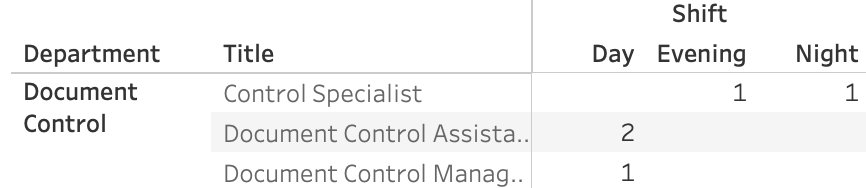 Shift
Department Title Day Evening Night
Document Control Specialist 1 1
Control
Document Control Assista.. 2
Document Control Manag.. 1